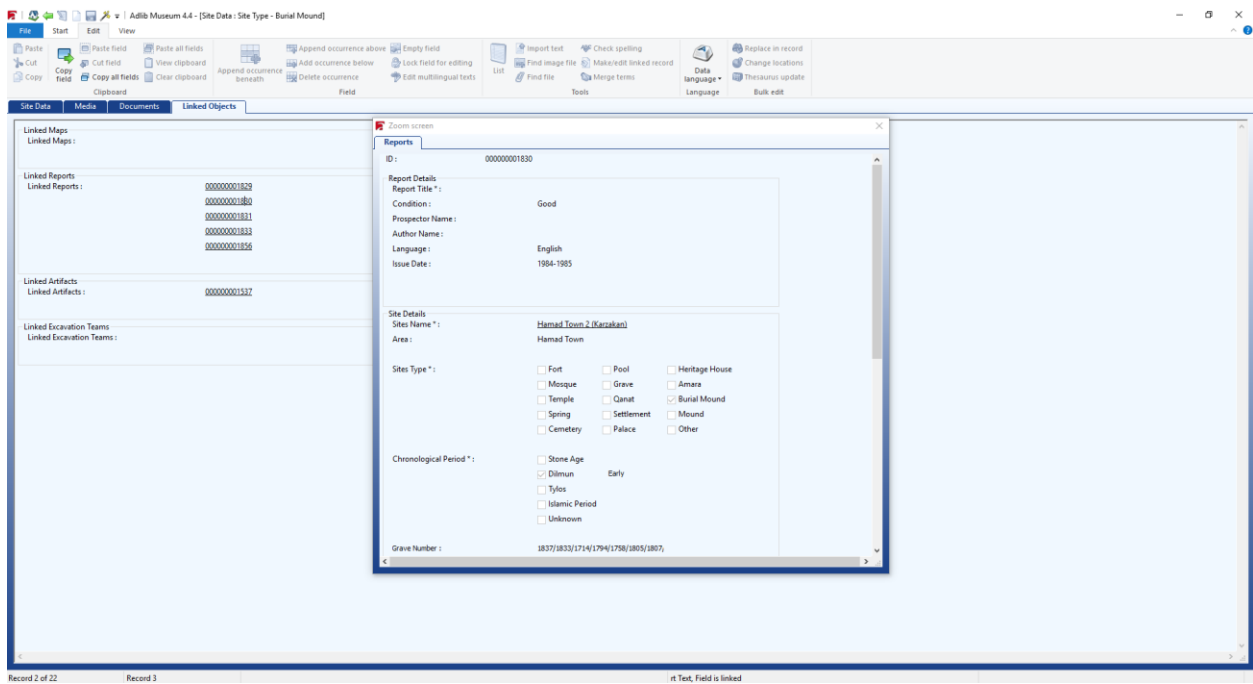 Adlib Museum 4.4 - [Site Data : Site Type - Burial Mound]
File Start Edit View
Paste Paste field Paste all fields Append occurrence above Empty field Import text Check spelling Replace in record
Cut Cut field View clipboard Add occurrence below Lock field for editing Find image file Make/edit linked record Change locations
Copy Copy field Copy all fields Clear clipboard Append occurrence beneath Delete occurrence Edit multilingual texts List Find file Merge terms Data language Thesaurus update
Clipboard Field Tools Language Bulk edit
Site Data Media Documents Linked Objects
Linked Maps
Linked Maps :
Linked Reports
Linked Reports : 000000001829
000000001830
000000001831
000000001833
000000001856
Linked Artifacts
Linked Artifacts : 000000001537
Linked Excavation Teams
Linked Excavation Teams :
Zoom screen
Reports
ID : 000000001830
Report Details
Report Title * :
Condition : Good
Prospector Name :
Author Name :
Language : English
Issue Date : 1984-1985
Site Details
Sites Name * : Hamad Town 2 (Karzakan)
Area : Hamad Town
Sites Type * : Fort Pool Heritage House
Mosque Grave Amara
Temple Qanat Burial Mound
Spring Settlement Mound
Cemetery Palace Other
Chronological Period * : Stone Age
Dilmun Early
Tylos
Islamic Period
Unknown
Grave Number : 1837/1833/1714/1794/1758/1805/1807;
Record 2 of 22 Record 3 rt Text, Field is linked